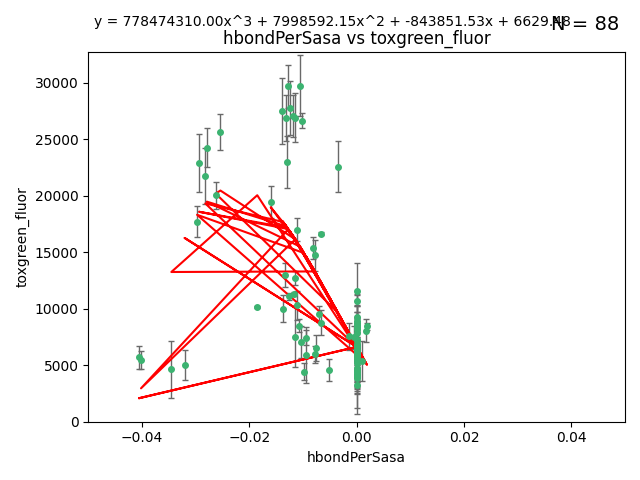 y = 778474310.00x^3 + 7998592.15x^2 + -843851.53x + 6629.
N = 88
hbondPerSasa vs toxgreen_fluor
30000
25000
20000
15000
10000
5000
0
toxgreen_fluor
−0.04
−0.02
0.00
0.02
0.04
hbondPerSasa